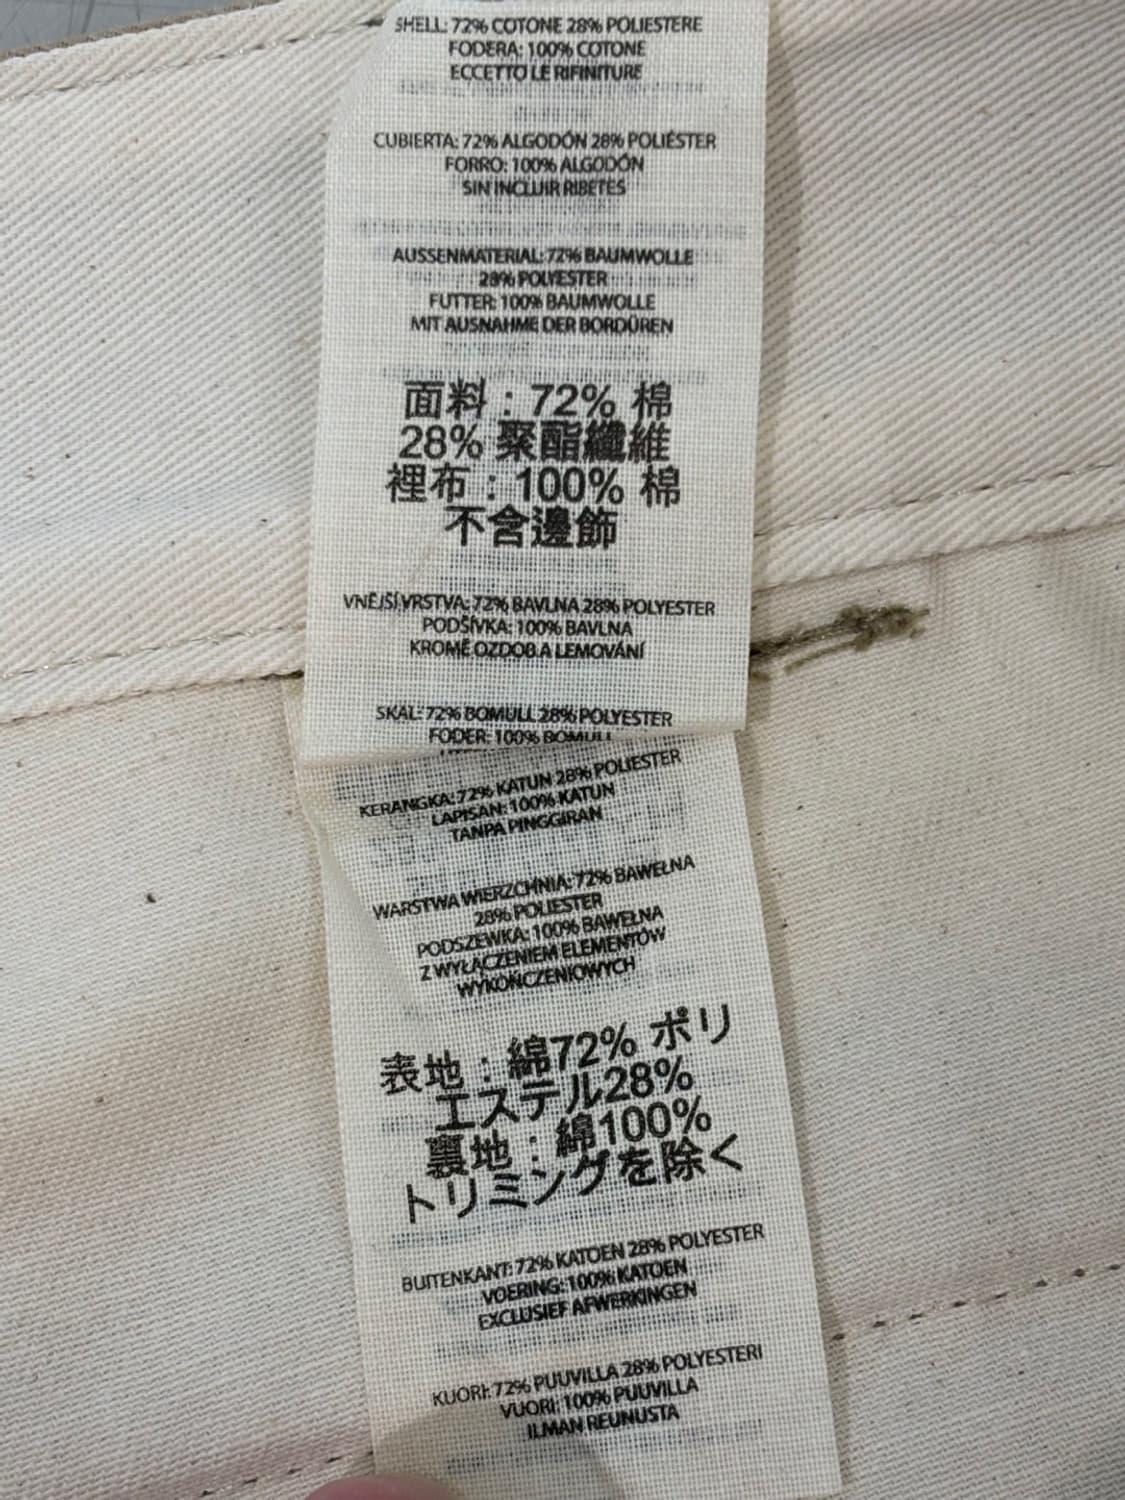 SHELL: 72% COTONE 28% POLIESTERE
FODERA: 100% COTONE
ECCETTO LE RIFINITURE
CUBIERTA: 72% ALGODÓN 28% POLIÉSTER
FORRO: 100% ALGODÓN
SIN INCLUIR RIBETES
AUSSENMATERIAL: 72% BAUMWOLLE
28% POLYESTER
FUTTER: 100% BAUMWOLLE
MIT AUSNAHME DER BORDÜREN
面料：72% 棉
28% 聚酯纖維
裡布：100% 棉
不含邊飾
VNĚJŠÍ VRSTVA: 72% BAVLNA 28% POLYESTER
PODŠÍVKA: 100% BAVLNA
KROMĚ OZDOB A LEMOVÁNÍ
SKAL: 72% BOMULL 28% POLYESTER
FODER: 100% BOMULL
KERANGKA: 72% KATUN 28% POLIESTER
LAPISAN: 100% KATUN
TANPA PINGGIRAN
WARSTWA WIERZCHNIA: 72% BAWEŁNA
28% POLIESTER
PODSZEWKA: 100% BAWEŁNA
Z WYŁĄCZENIEM ELEMENTÓW
WYKOŃCZENIOWYCH
表地：綿72% ポリ
エステル28%
裏地：綿100%
トリミングを除く
BUITENKANT: 72% KATOEN 28% POLYESTER
VOERING: 100% KATOEN
EXCLUSIEF AFWERKINGEN
KUORI: 72% PUUVILLA 28% POLYESTERI
VUORI: 100% PUUVILLA
ILMAN REUNUSTA